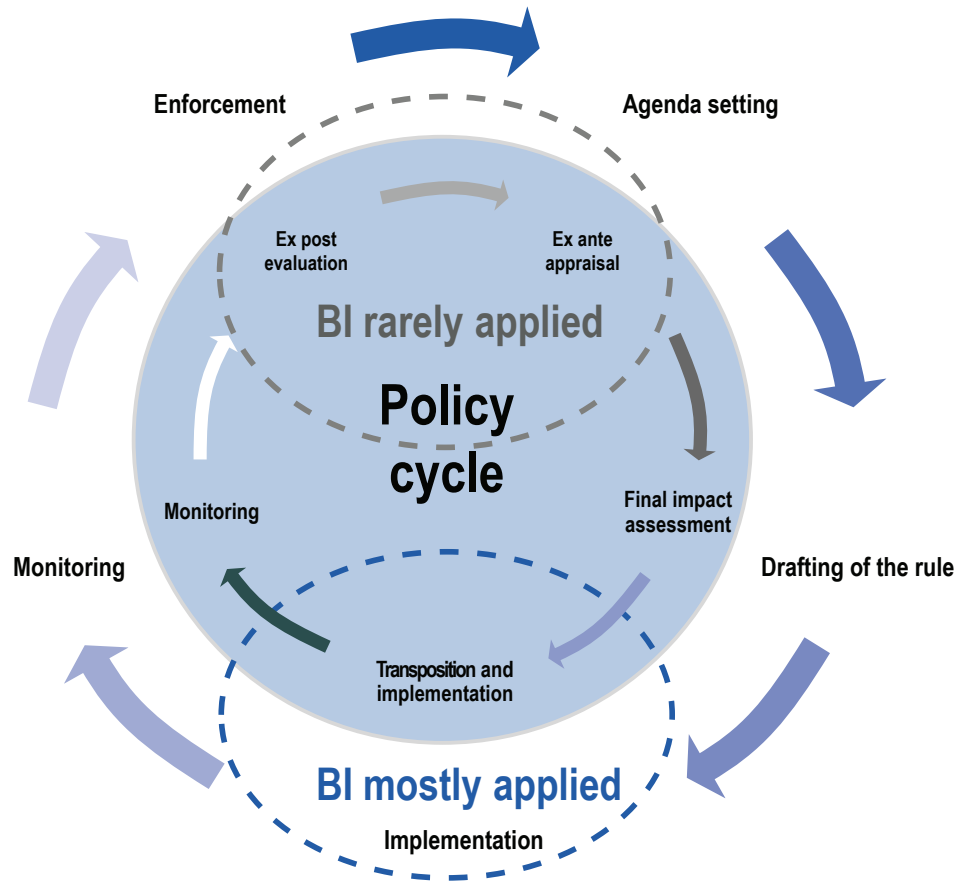 Enforcement
Agenda setting
Ex post
evaluation
Ex ante
appraisal
BI rarely applied
Policy
cycle
Monitoring
Final impact
assessment
Monitoring
Drafting of the rule
Transposition and
implementation
BI mostly applied
Implementation